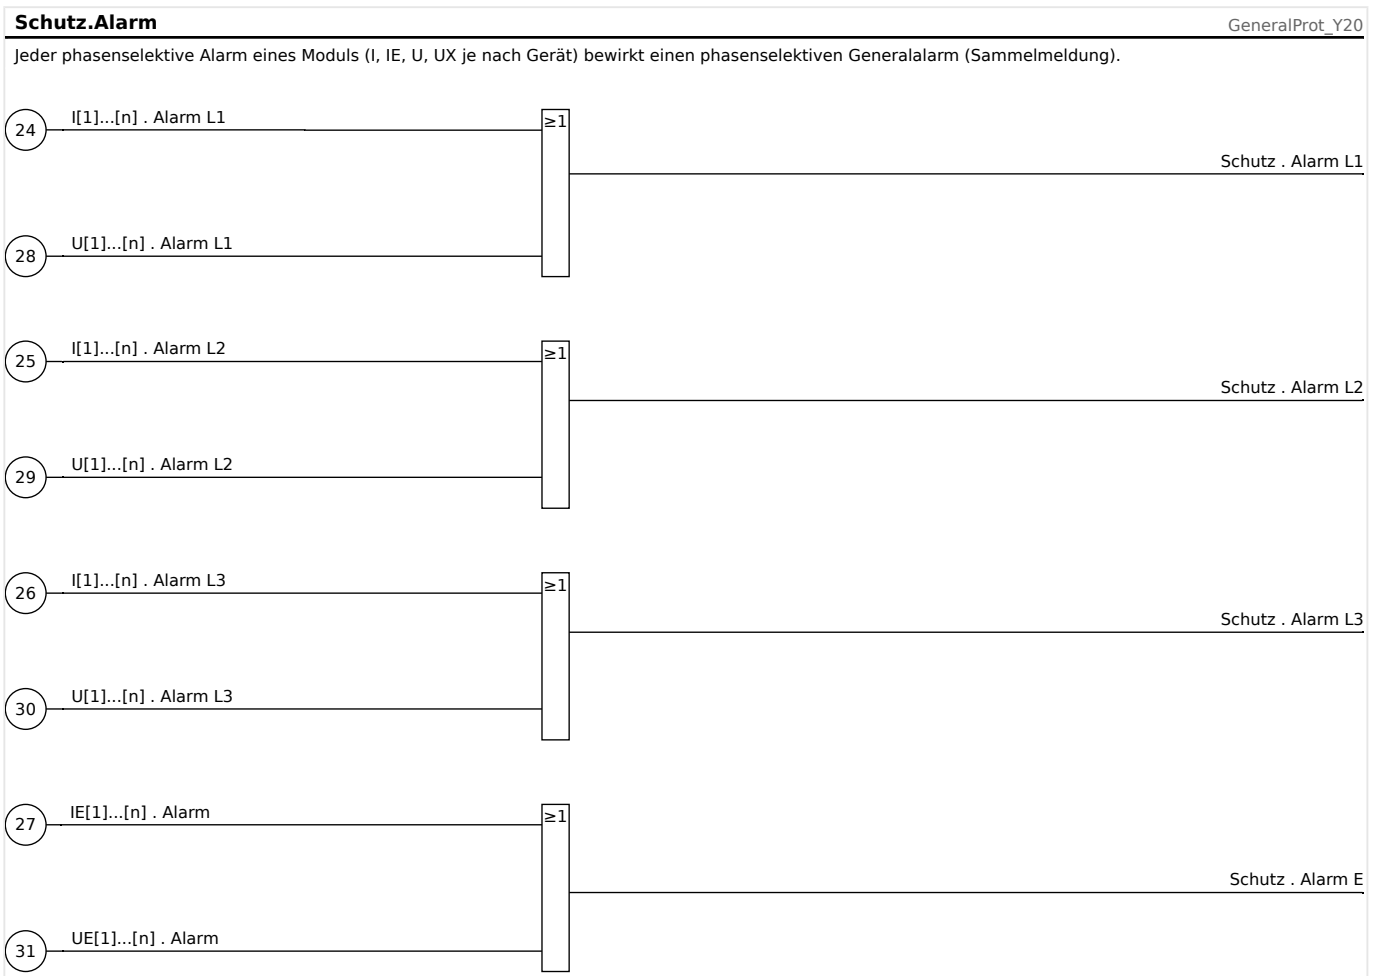 Schutz.Alarm
GeneralProt_Y20
Jeder phasenselektive Alarm eines Moduls (I, IE, U, UX je nach Gerät) bewirkt einen phasenselektiven Generalalarm (Sammelmeldung).
24
I[1]...[n] . Alarm L1
≥1
Schutz . Alarm L1
28
U[1]...[n] . Alarm L1
25
I[1]...[n] . Alarm L2
≥1
Schutz . Alarm L2
29
U[1]...[n] . Alarm L2
26
I[1]...[n] . Alarm L3
≥1
Schutz . Alarm L3
30
U[1]...[n] . Alarm L3
27
IE[1]...[n] . Alarm
≥1
Schutz . Alarm E
31
UE[1]...[n] . Alarm